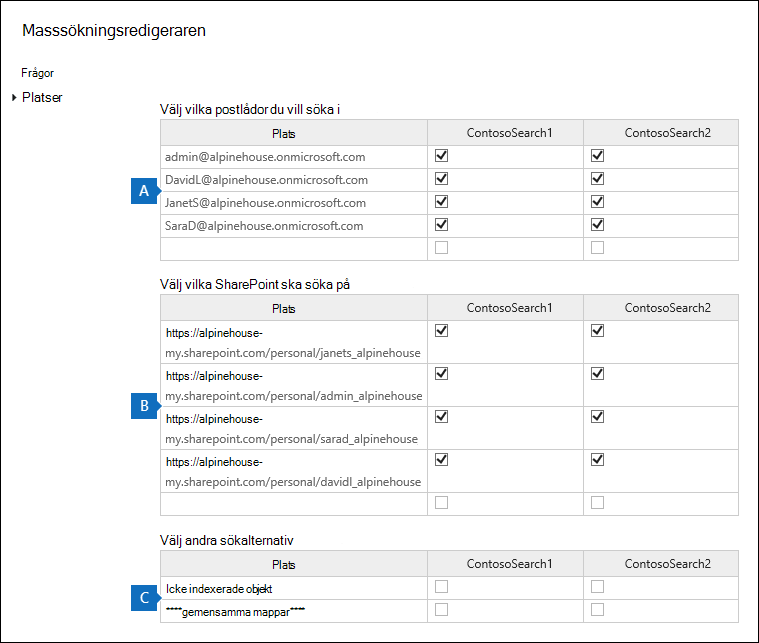 Masssökningsredigeraren
Frågor
Platser
Välj vilka postlådor du vill söka i
Plats ContosoSearch1 ContosoSearch2
admin@alpinehouse.onmicrosoft.com
DavidL@alpinehouse.onmicrosoft.com
A
JanetS@alpinehouse.onmicrosoft.com
SaraD@alpinehouse.onmicrosoft.com
Välj vilka SharePoint ska söka på
Plats ContosoSearch1 ContosoSearch2
https://alpinehouse-
my.sharepoint.com/personal/janets_alpinehouse
https://alpinehouse-
my.sharepoint.com/personal/admin_alpinehouse
B
https://alpinehouse-
my.sharepoint.com/personal/sarad_alpinehouse
https://alpinehouse-
my.sharepoint.com/personal/davidl_alpinehouse
Välj andra sökalternativ
Plats ContosoSearch1 ContosoSearch2
Icke indexerade objekt
C
****gemensamma mappar****